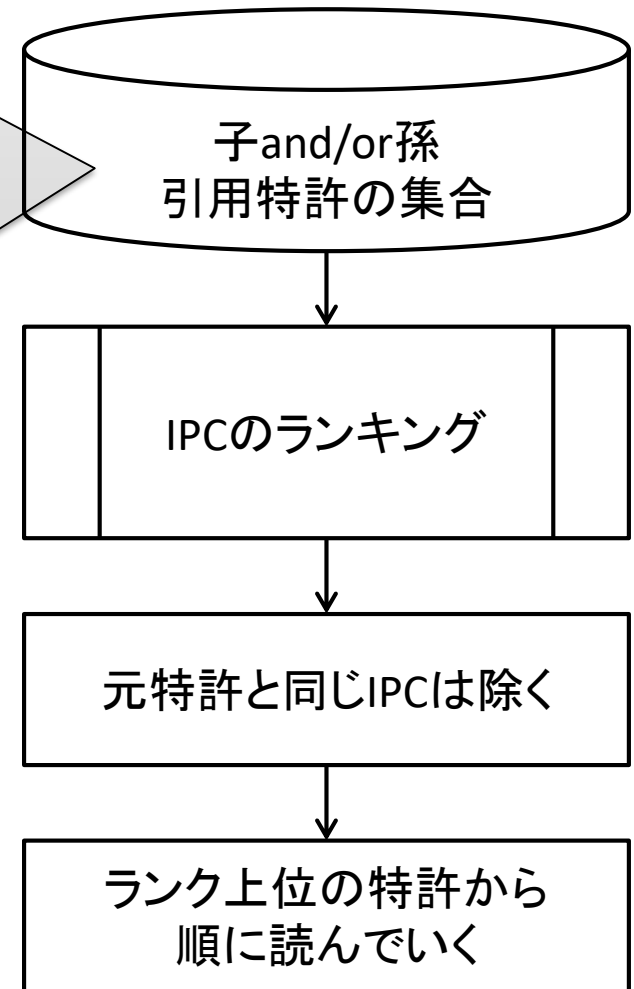 子and/or孫
引用特許の集合
IPCのランキング
元特許と同じIPCは除く
ランク上位の特許から
順に読んでいく